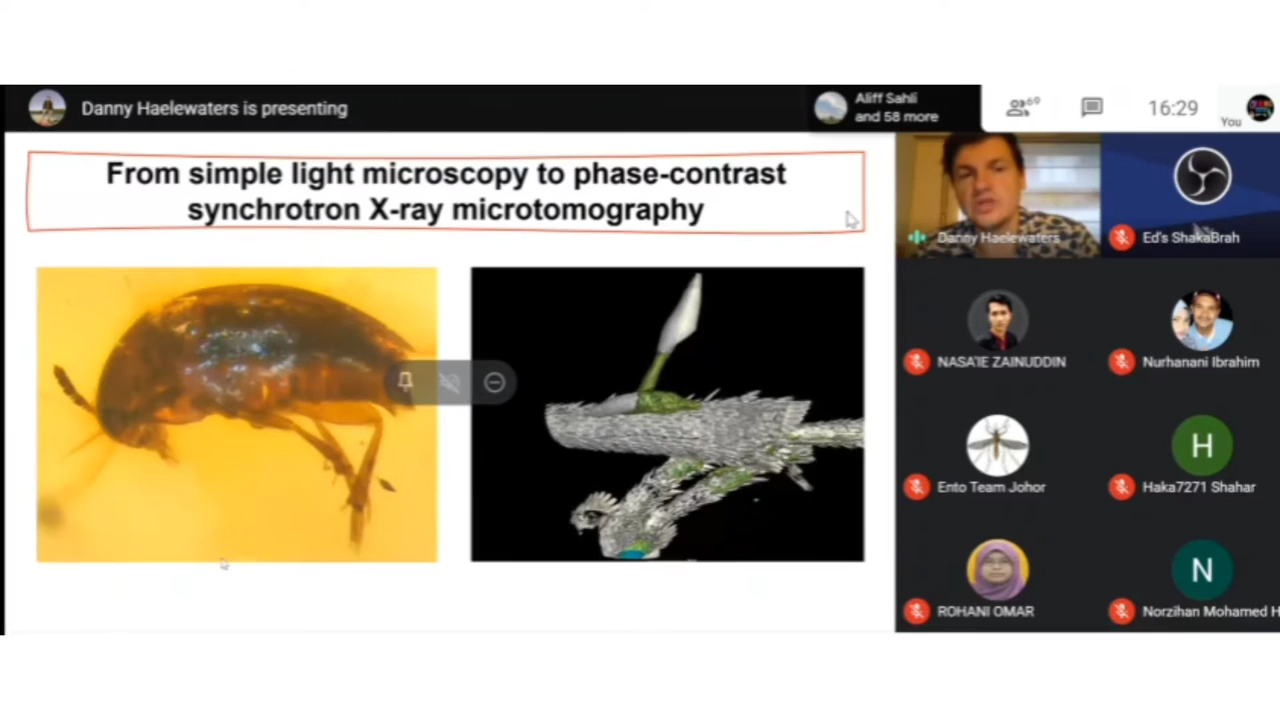 Danny Haelewaters is presenting
Aliff Sahli
and 58 more
69
16:29
You
From simple light microscopy to phase-contrast
synchrotron X-ray microtomography
Danny Haelewaters
Ed's ShakaBrah
NASA'IE ZAINUDDIN
Nurhanani Ibrahim
Ento Team Johor
H
Haka7271 Shahar
ROHANI OMAR
N
Norzihan Mohamed H